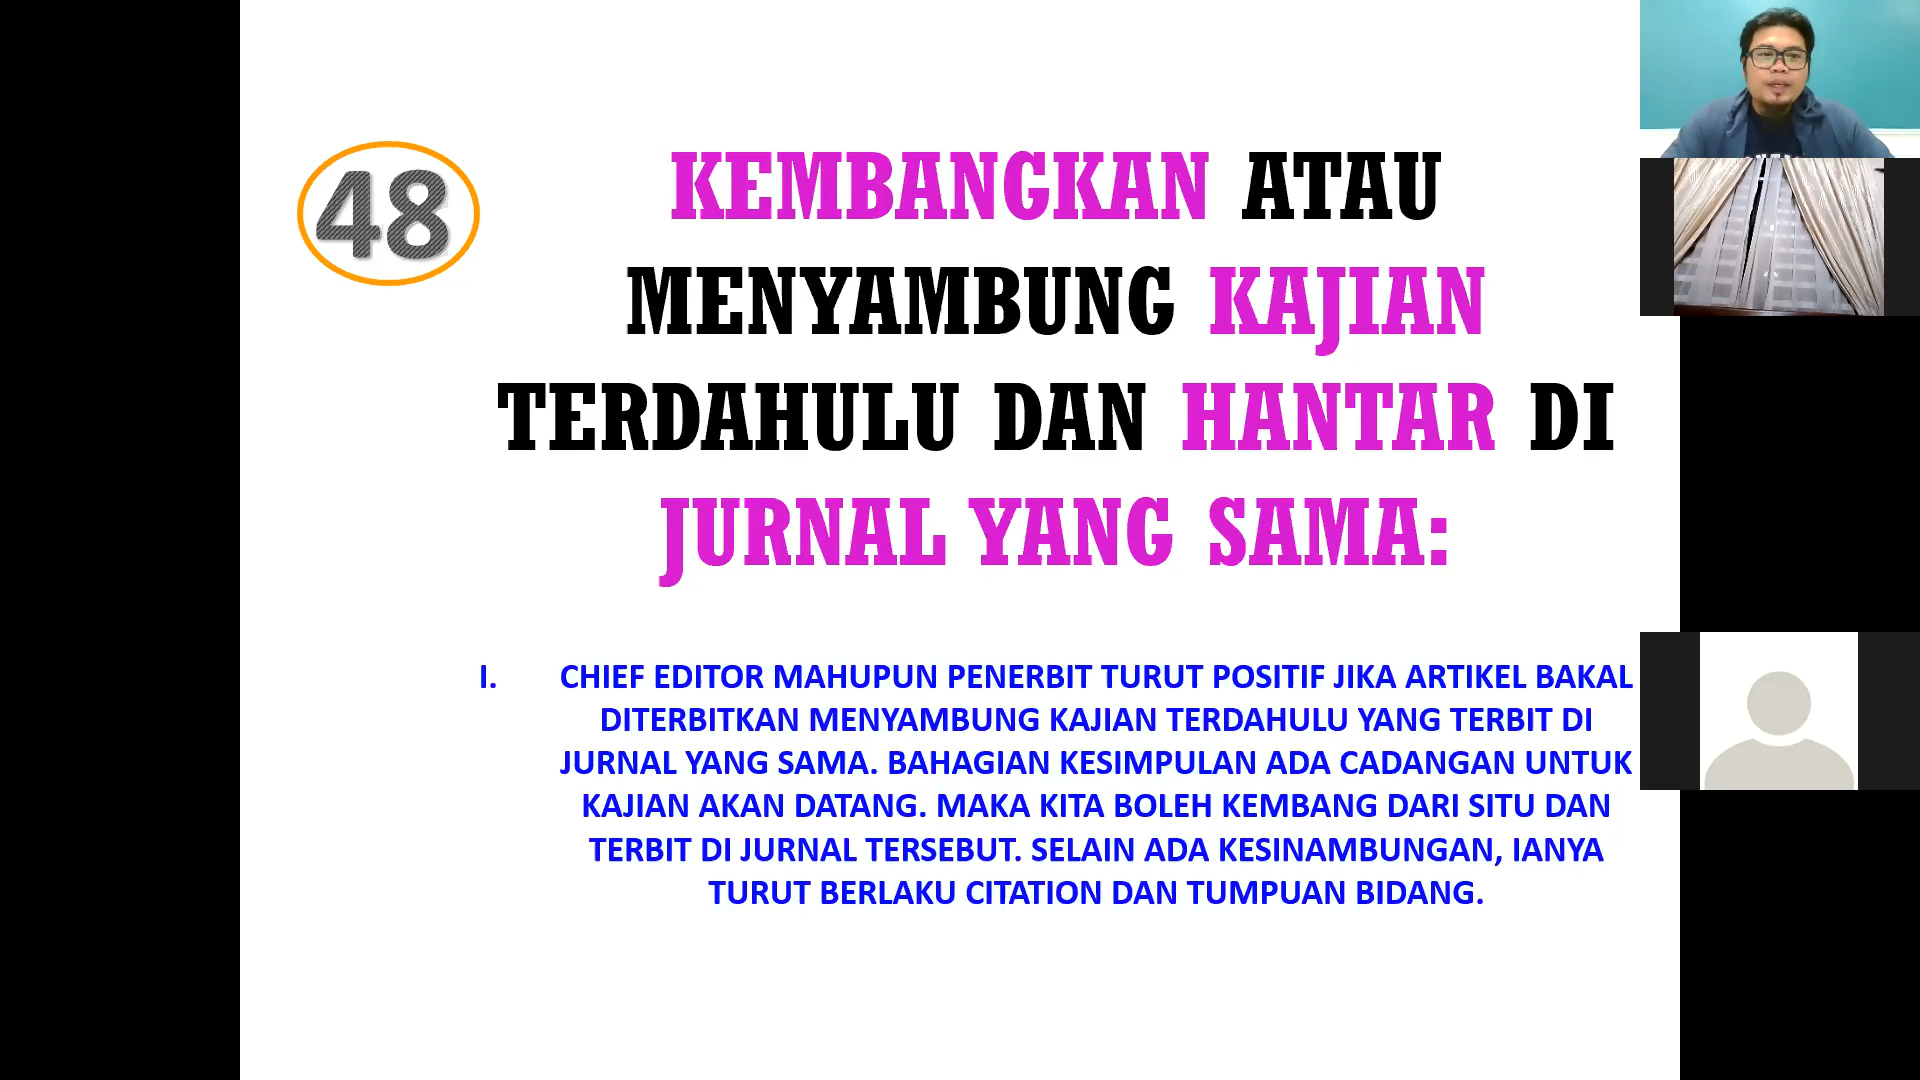 48
KEMBANGKAN ATAU
MENYAMBUNG KAJIAN
TERDAHULU DAN HANTAR DI
JURNAL YANG SAMA:
I. CHIEF EDITOR MAHUPUN PENERBIT TURUT POSITIF JIKA ARTIKEL BAKAL
DITERBITKAN MENYAMBUNG KAJIAN TERDAHULU YANG TERBIT DI
JURNAL YANG SAMA. BAHAGIAN KESIMPULAN ADA CADANGAN UNTUK
KAJIAN AKAN DATANG. MAKA KITA BOLEH KEMBANG DARI SITU DAN
TERBIT DI JURNAL TERSEBUT. SELAIN ADA KESINAMBUNGAN, IANYA
TURUT BERLAKU CITATION DAN TUMPUAN BIDANG.